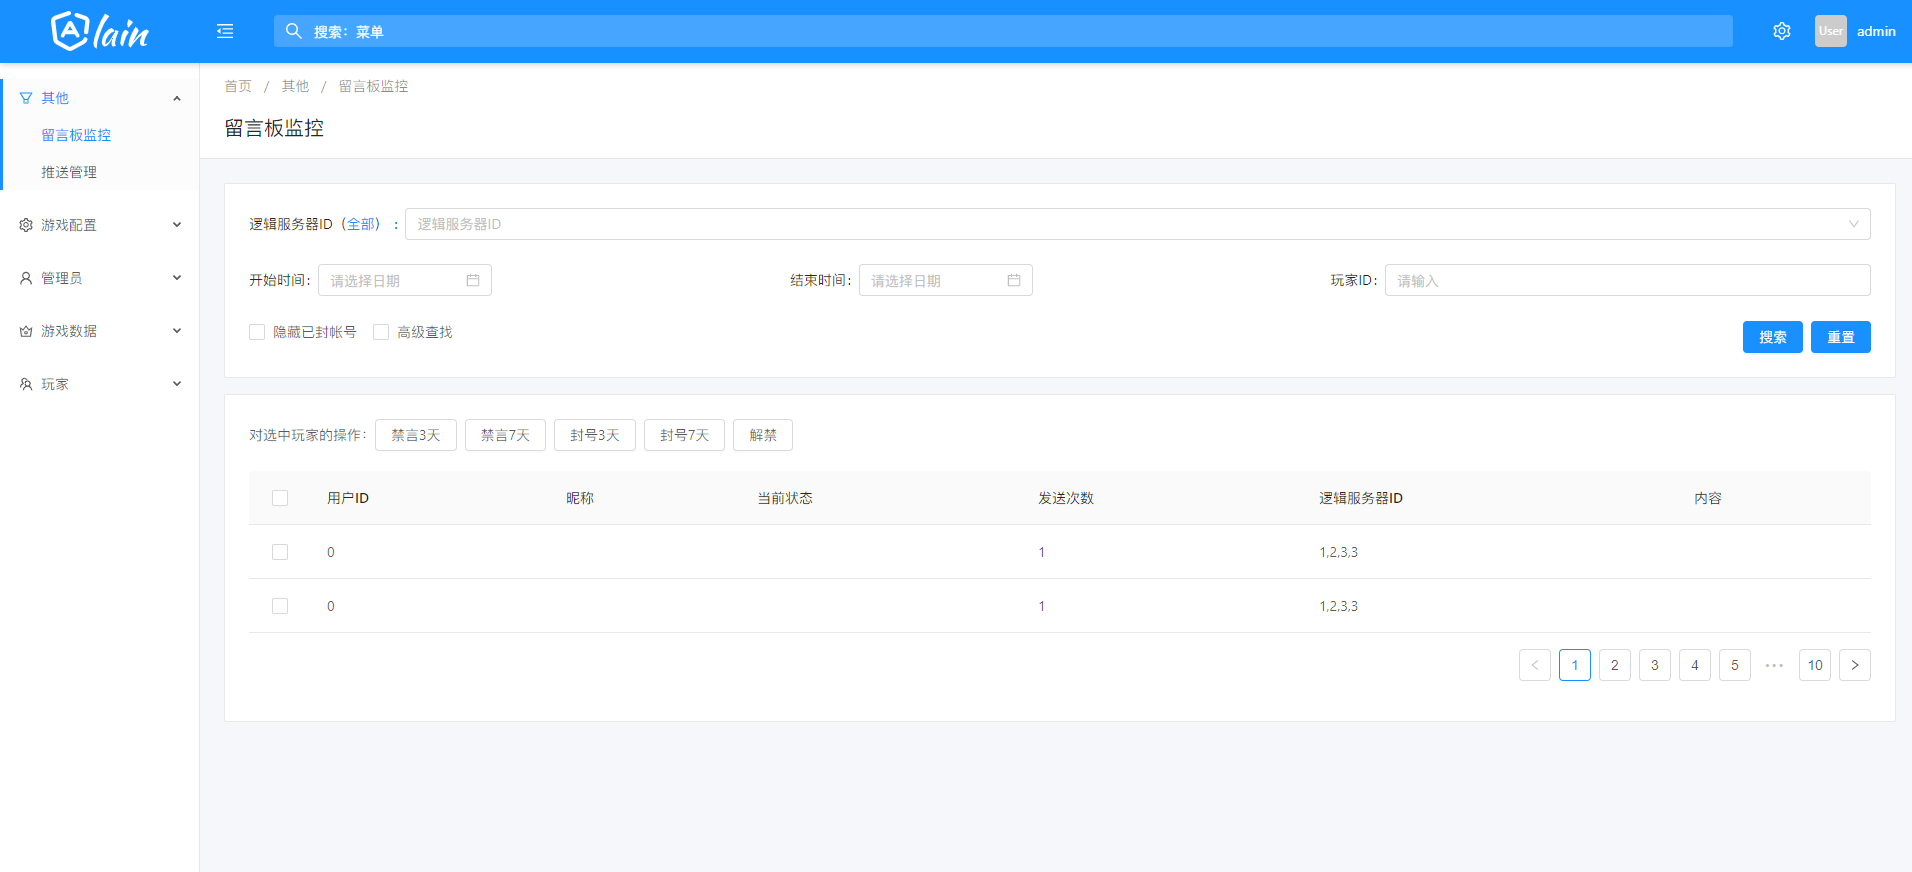 Alain
搜索：菜单
User admin
其他
留言板监控
推送管理
游戏配置
管理员
游戏数据
玩家
首页 / 其他 / 留言板监控
留言板监控
逻辑服务器ID（全部）： 逻辑服务器ID
开始时间： 请选择日期 结束时间： 请选择日期 玩家ID： 请输入
隐藏已封帐号 高级查找
搜索 重置
对选中玩家的操作： 禁言3天 禁言7天 封号3天 封号7天 解禁
用户ID 昵称 当前状态 发送次数 逻辑服务器ID 内容
0 1 1,2,3,3
0 1 1,2,3,3
< 1 2 3 4 5 ••• 10 >